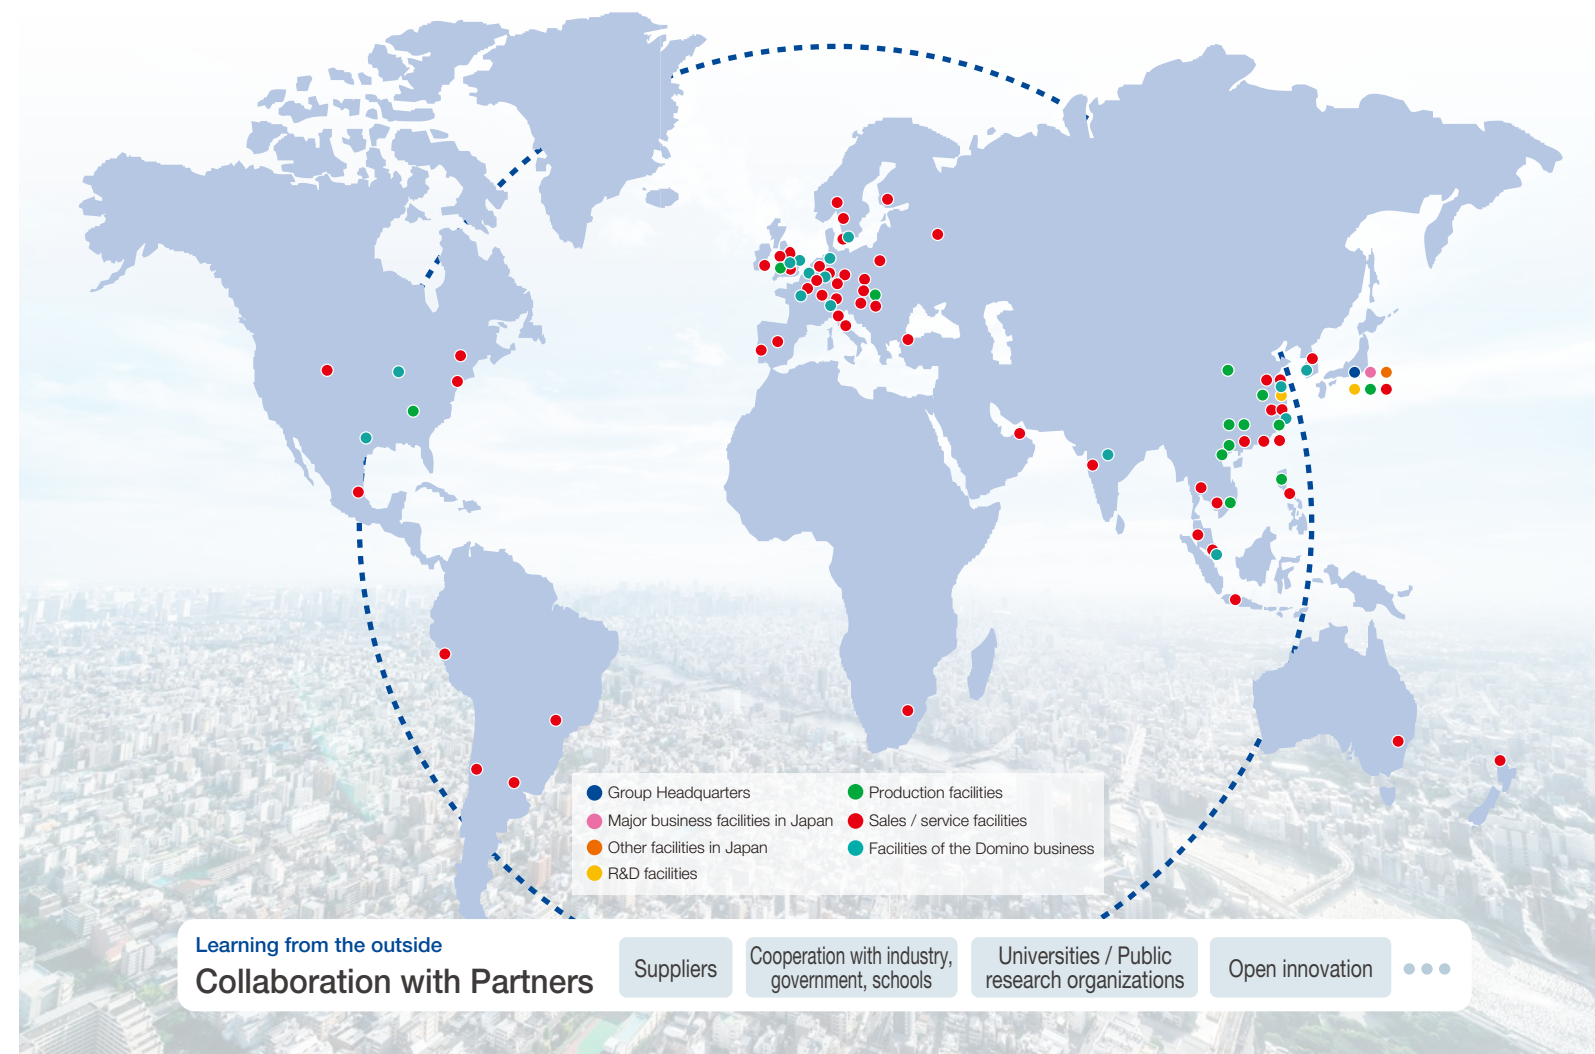 Group Headquarters
Major business facilities in Japan
Other facilities in Japan
R&D facilities
Production facilities
Sales / service facilities
Facilities of the Domino business
Learning from the outside
Collaboration with Partners
Suppliers
Cooperation with industry,
government, schools
Universities / Public
research organizations
Open innovation